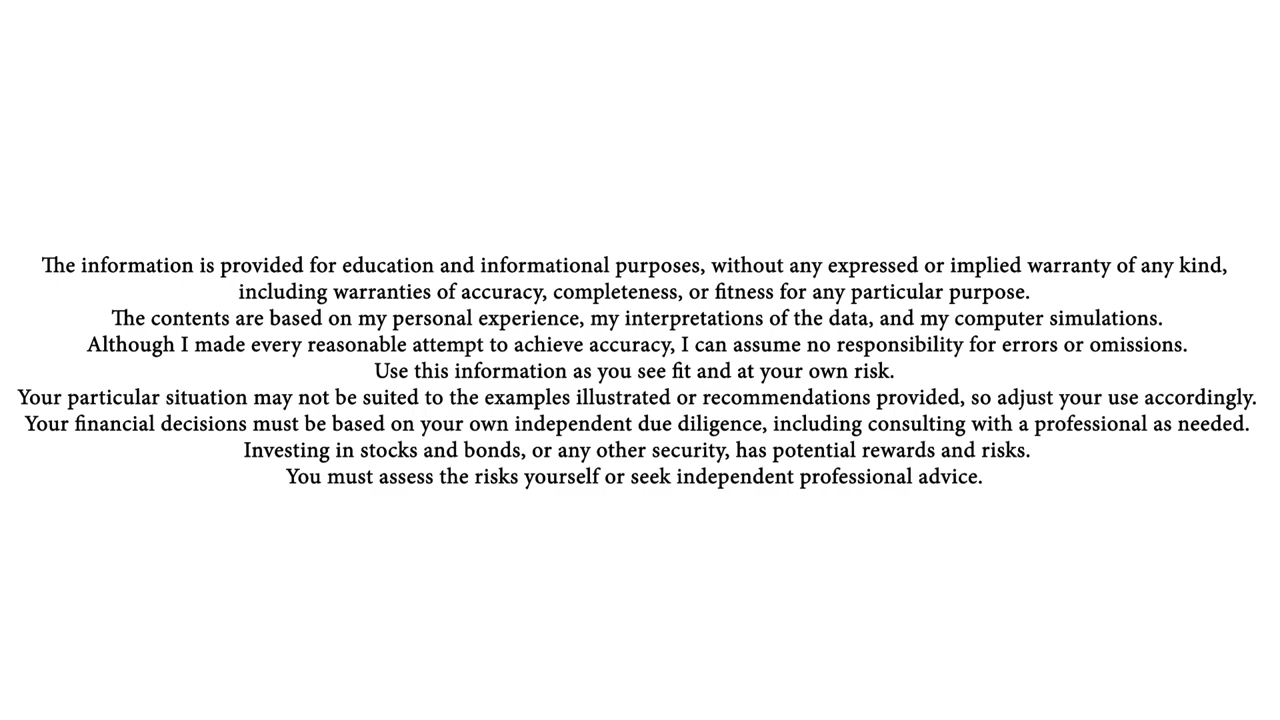 The information is provided for education and informational purposes, without any expressed or implied warranty of any kind,
including warranties of accuracy, completeness, or fitness for any particular purpose.
The contents are based on my personal experience, my interpretations of the data, and my computer simulations.
Although I made every reasonable attempt to achieve accuracy, I can assume no responsibility for errors or omissions.
Use this information as you see fit and at your own risk.
Your particular situation may not be suited to the examples illustrated or recommendations provided, so adjust your use accordingly.
Your financial decisions must be based on your own independent due diligence, including consulting with a professional as needed.
Investing in stocks and bonds, or any other security, has potential rewards and risks.
You must assess the risks yourself or seek independent professional advice.